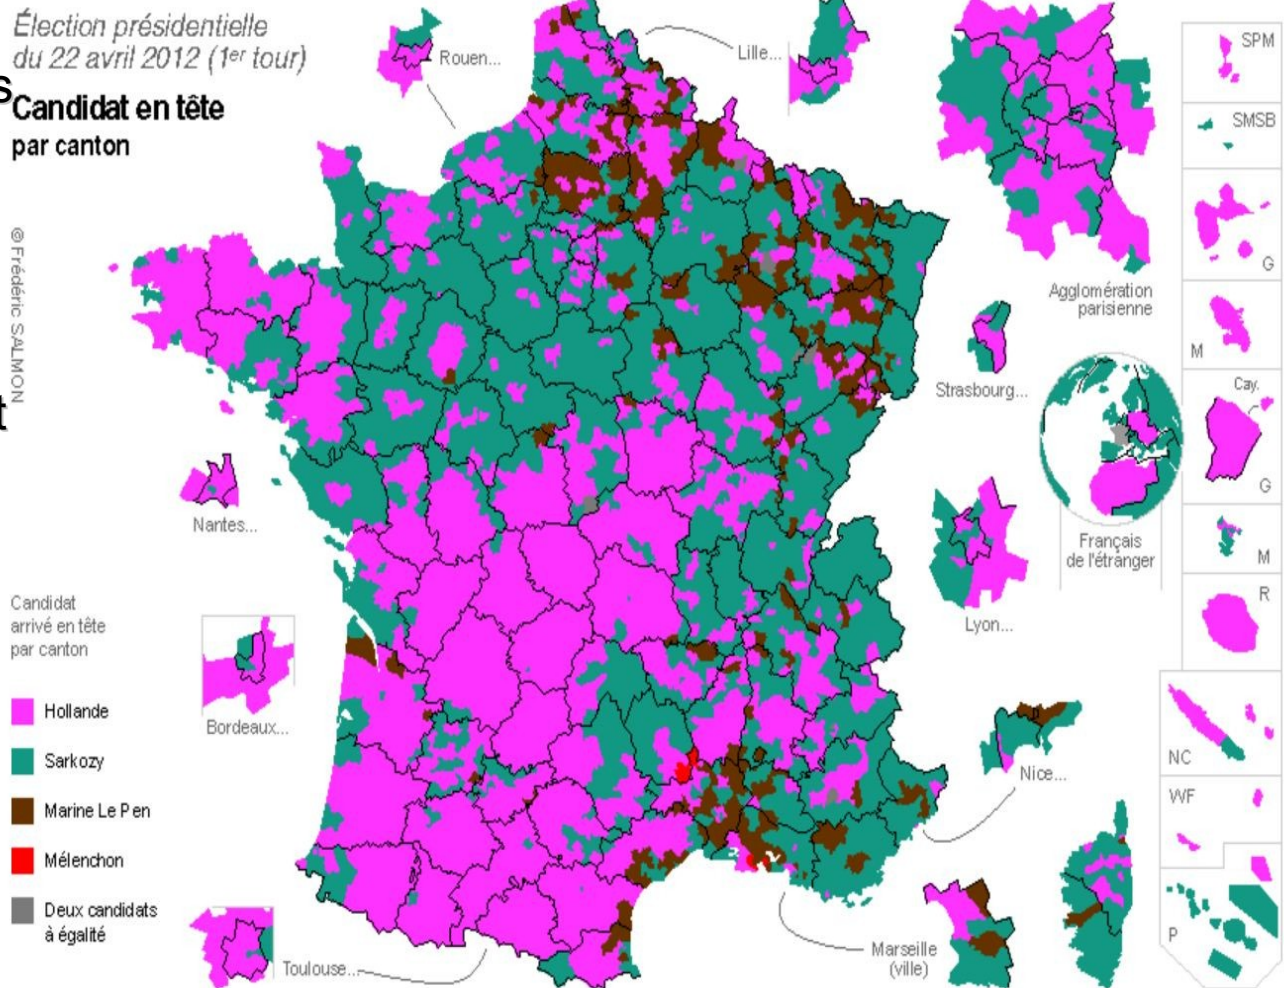 Élection présidentielle
du 22 avril 2012 (1er tour)
s
Candidat en tête
par canton
@Frédéric SALMON
t
Rouen...
Lille...
Agglomération
parisienne
Strasbourg...
Français
de l'étranger
Nantes...
Lyon...
Bordeaux...
Nice...
Toulouse...
Marseille
(ville)
SPM
SMSB
G
M
Cay.
G
M
R
NC
WF
P
Candidat
arrivé en tête
par canton
Hollande
Sarkozy
Marine Le Pen
Mélenchon
Deux candidats
à égalité